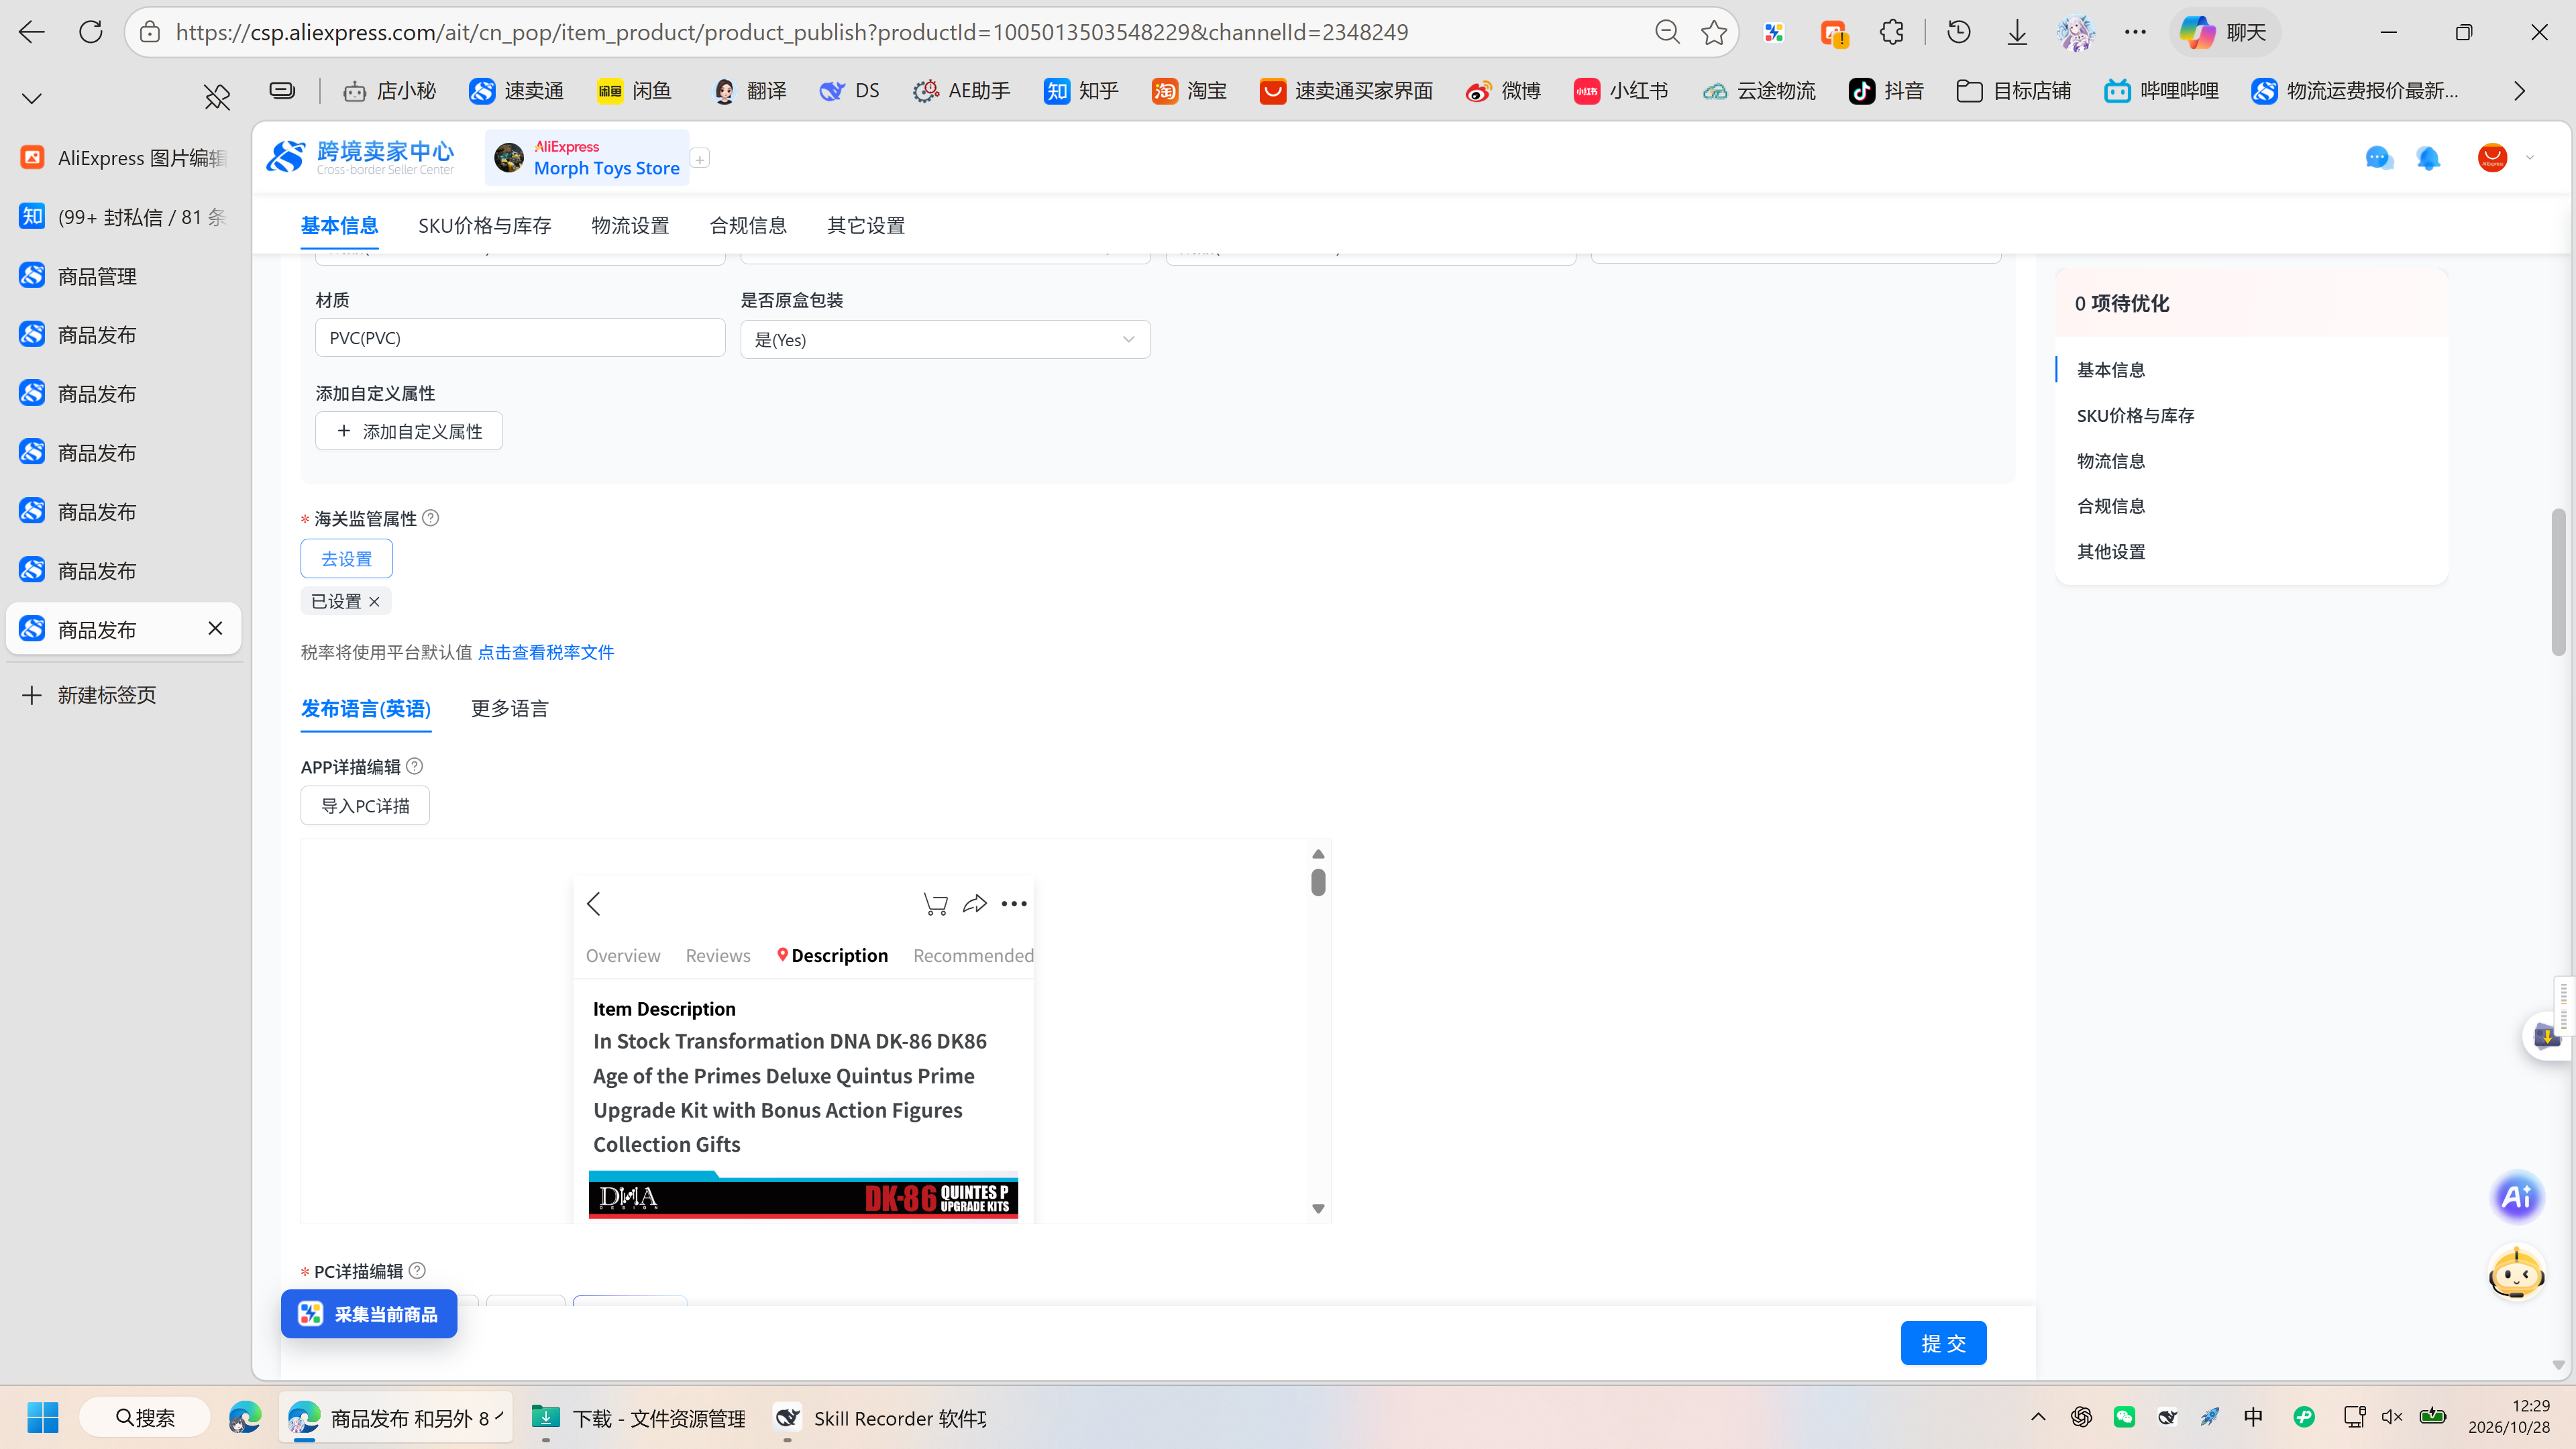 https://csp.aliexpress.com/ait/cn_pop/item_product/product_publish?productId=1005013503548229&channelId=2348249
聊天
店小秘
速卖通
闲鱼
翻译
DS
AE助手
知乎
淘宝
速卖通买家界面
微博
小红书
云途物流
抖音
目标店铺
哔哩哔哩
物流运费报价最新...
AliExpress 图片编辑
(99+ 封私信 / 81 条
商品管理
商品发布
商品发布
商品发布
商品发布
商品发布
商品发布
新建标签页
跨境卖家中心
Cross-border Seller Center
AliExpress
Morph Toys Store
基本信息
SKU价格与库存
物流设置
合规信息
其它设置
材质
PVC(PVC)
是否原盒包装
是(Yes)
添加自定义属性
添加自定义属性
* 海关监管属性
去设置
已设置
税率将使用平台默认值 点击查看税率文件
发布语言(英语)
更多语言
APP详描编辑
导入PC详描
Overview
Reviews
Description
Recommended
Item Description
In Stock Transformation DNA DK-86 DK86
Age of the Primes Deluxe Quintus Prime
Upgrade Kit with Bonus Action Figures
Collection Gifts
DNA
DESIGN
DK-86
QUINTES P
UPGRADE KITS
* PC详描编辑
采集当前商品
提 交
0 项待优化
基本信息
SKU价格与库存
物流信息
合规信息
其他设置
Ai
搜索
商品发布 和另外 8 个
下载 - 文件资源管理
Skill Recorder 软件
中
12:29
2026/10/28